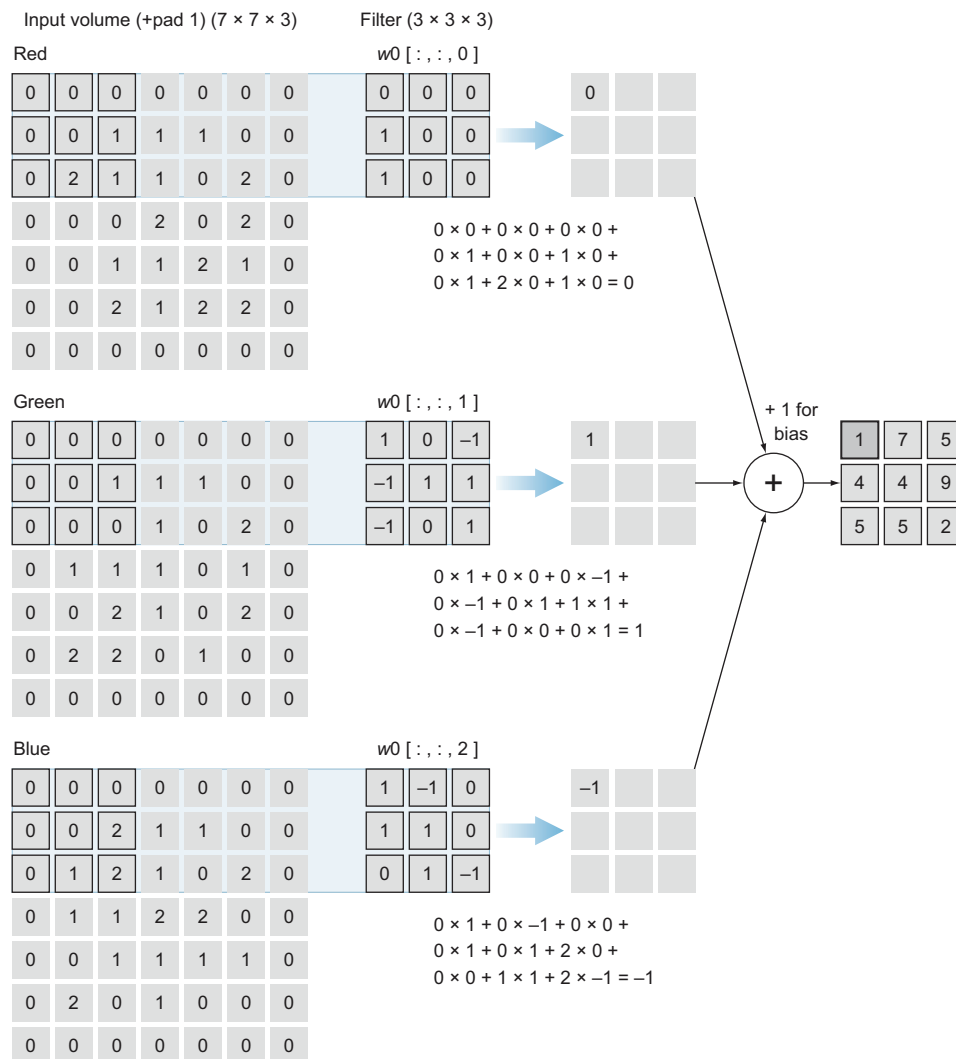 Input volume (+pad 1) (7 × 7 × 3) Filter (3 × 3 × 3)
Red w0 [ : , : , 0 ]
0 0 0 0 0 0 0 0 0 0 0
0 0 1 1 1 0 0 1 0 0
0 2 1 1 0 2 0 1 0 0
0 0 0 2 0 2 0
0 × 0 + 0 × 0 + 0 × 0 +
0 × 1 + 0 × 0 + 1 × 0 +
0 0 1 1 2 1 0
0 × 1 + 2 × 0 + 1 × 0 = 0
0 0 2 1 2 2 0
0 0 0 0 0 0 0
Green w0 [ : , : , 1 ]
+ 1 for
bias
0 0 0 0 0 0 0 1 0 –1 1 1 7 5
0 0 1 1 1 0 0 –1 1 1 + 4 4 9
0 0 0 1 0 2 0 –1 0 1 5 5 2
0 1 1 1 0 1 0
0 × 1 + 0 × 0 + 0 × –1 +
0 × –1 + 0 × 1 + 1 × 1 +
0 0 2 1 0 2 0
0 × –1 + 0 × 0 + 0 × 1 = 1
0 2 2 0 1 0 0
0 0 0 0 0 0 0
Blue w0 [ : , : , 2 ]
0 0 0 0 0 0 0 1 –1 0 –1
0 0 2 1 1 0 0 1 1 0
0 1 2 1 0 2 0 0 1 –1
0 1 1 2 2 0 0
0 × 1 + 0 × –1 + 0 × 0 +
0 × 1 + 0 × 1 + 2 × 0 +
0 0 1 1 1 1 0
0 × 0 + 1 × 1 + 2 × –1 = –1
0 2 0 1 0 0 0
0 0 0 0 0 0 0